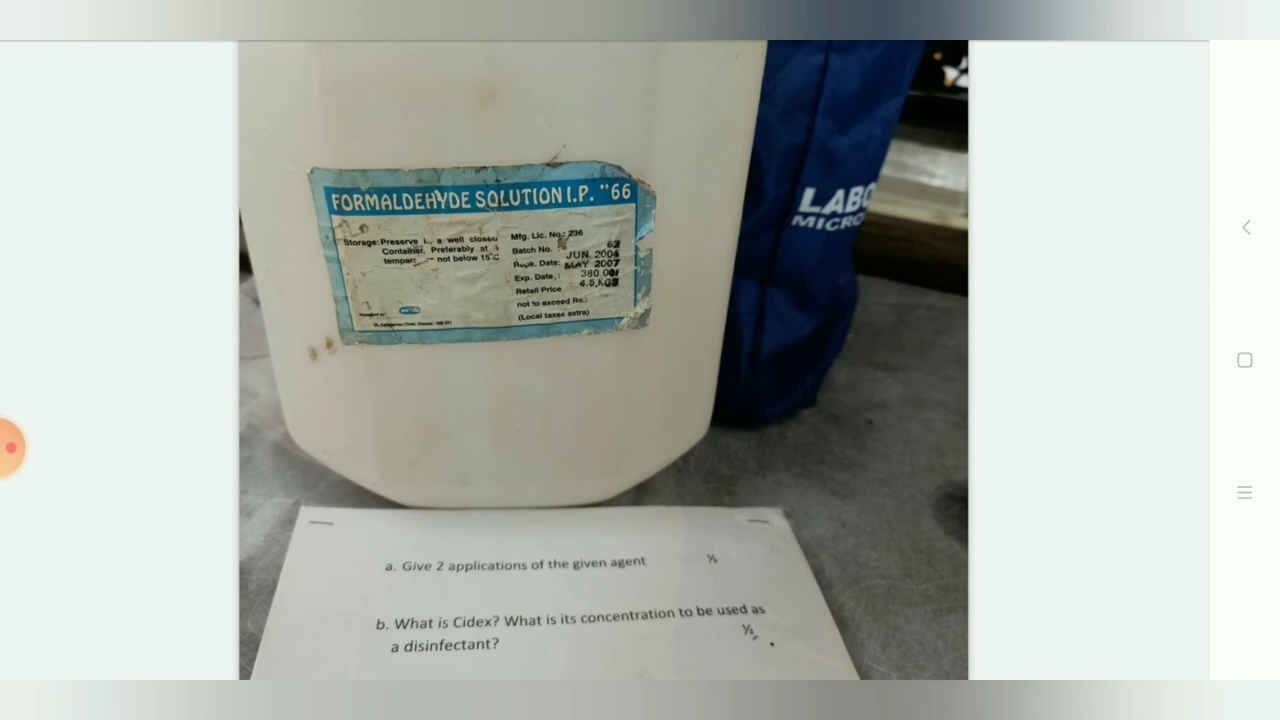 FORMALDEHYDE SOLUTION I.P. "66
Storage: Preserve a well closed
Container. Preferably at
not below 15°C
Mfg. Lic. No.: 236
Batch No. 62
Repk. Date: JUN 2004
Exp. Date,: MAY 2007
Retail Price 380.00
not to exceed Rs.: 4.5,KGS
(Local taxes extra)
LABO
MICRO
a. Give 2 applications of the given agent ½
b. What is Cidex? What is its concentration to be used as
a disinfectant? ½